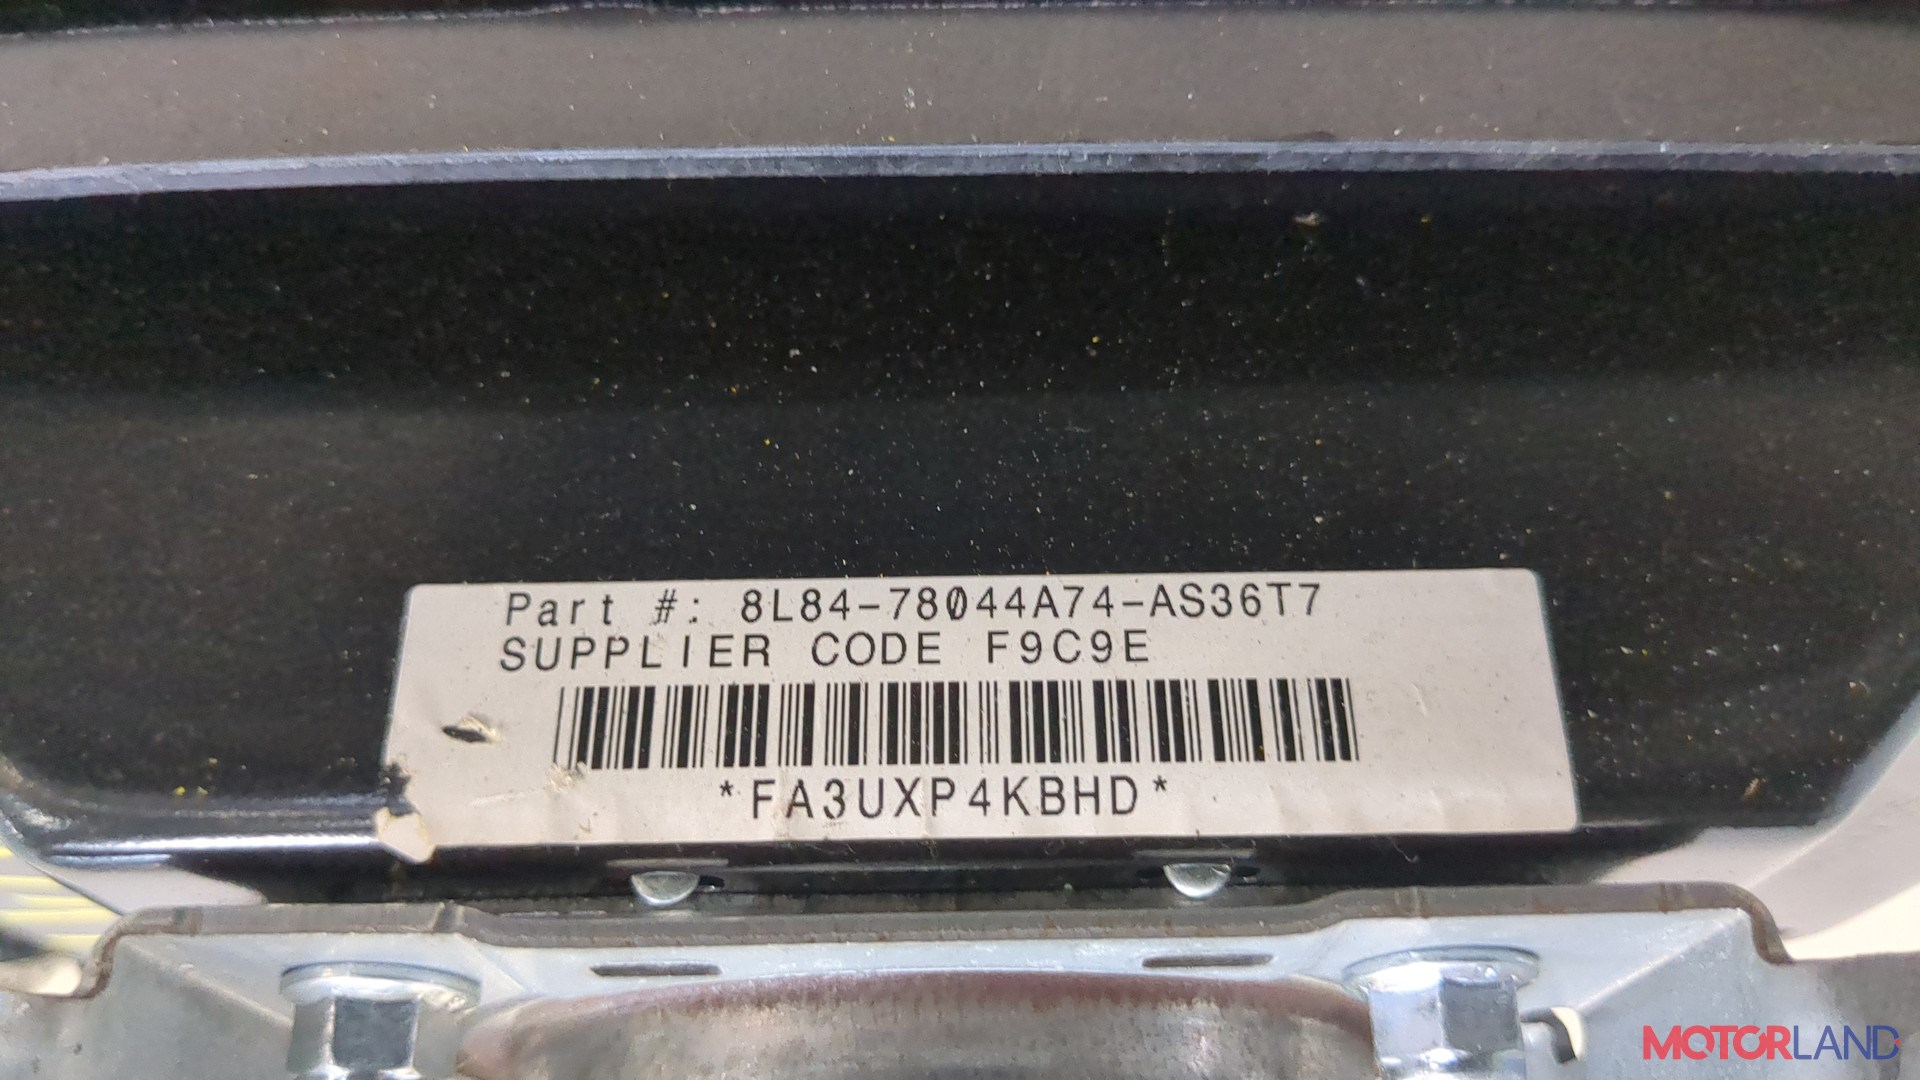 Part #: 8L84-78044A74-AS36T7
SUPPLIER CODE F9C9E
*FA3UXP4KBHD*
MOTORLAND